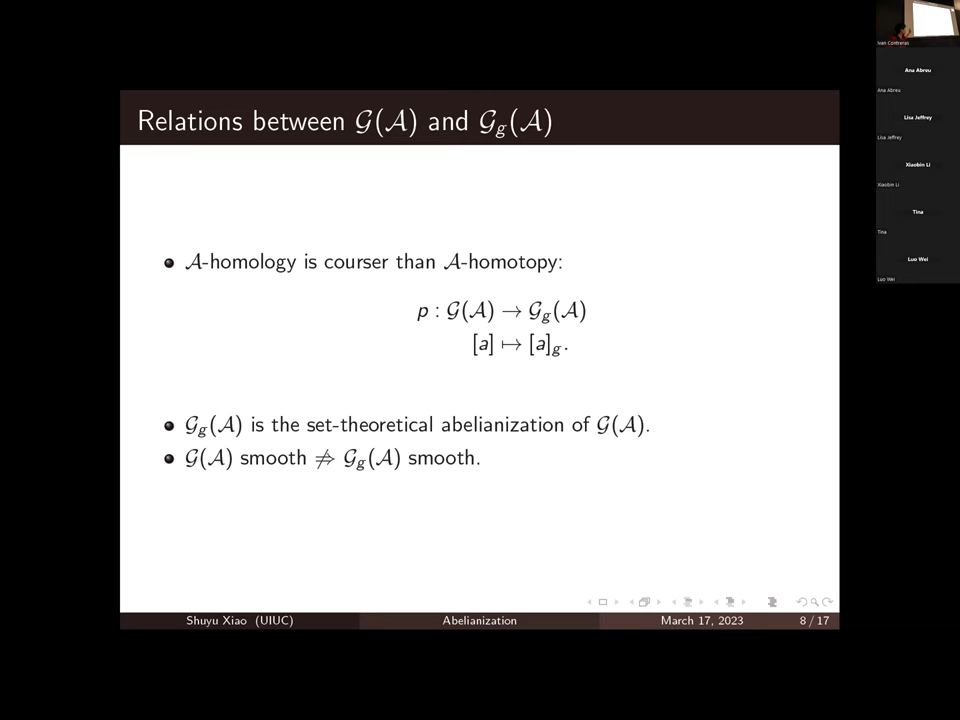 Relations between 𝒢(𝒜) and 𝒢_g(𝒜)
𝒜-homology is courser than 𝒜-homotopy:
p : 𝒢(𝒜) → 𝒢_g(𝒜)
[a] ↦ [a]_g.
𝒢_g(𝒜) is the set-theoretical abelianization of 𝒢(𝒜).
𝒢(𝒜) smooth ⇏ 𝒢_g(𝒜) smooth.
Shuyu Xiao (UIUC) Abelianization March 17, 2023 8 / 17
Ivan Contreras
Ana Abreu
Ana Abreu
Lisa Jeffrey
Lisa Jeffrey
Xiaobin Li
Xiaobin Li
Tina
Tina
Luo Wei
Luo Wei